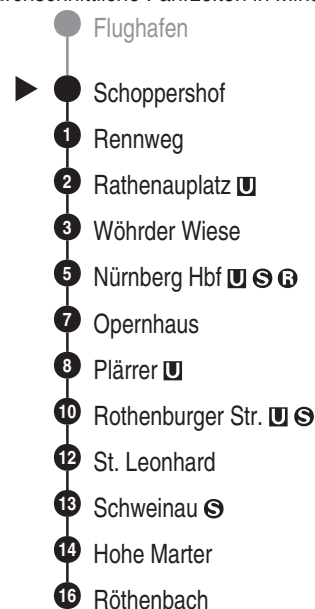 Flughafen
Schoppershof
1 Rennweg
2 Rathenauplatz U
3 Wöhrder Wiese
5 Nürnberg Hbf U S R
7 Opernhaus
8 Plärrer U
10 Rothenburger Str. U S
12 St. Leonhard
13 Schweinau S
14 Hohe Marter
16 Röthenbach